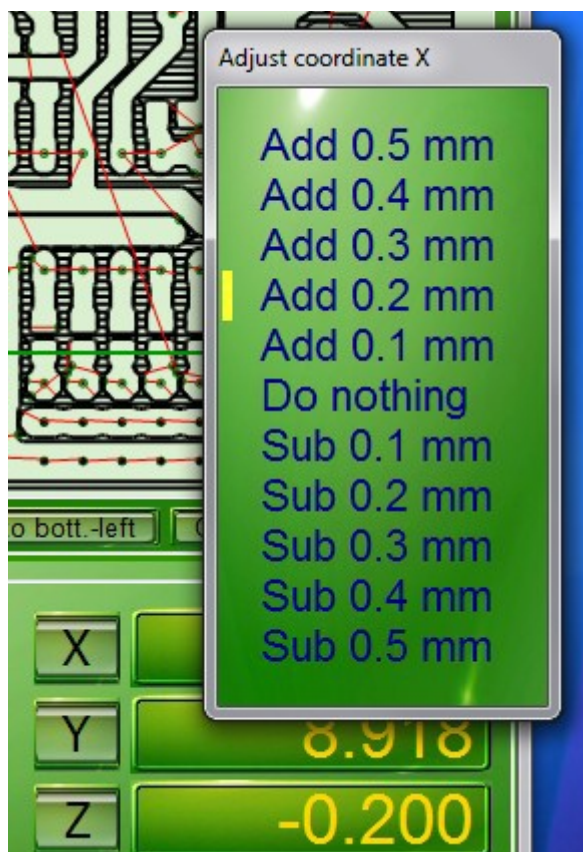 Adjust coordinate X
Add 0.5 mm
Add 0.4 mm
Add 0.3 mm
Add 0.2 mm
Add 0.1 mm
Do nothing
Sub 0.1 mm
Sub 0.2 mm
Sub 0.3 mm
Sub 0.4 mm
Sub 0.5 mm
o bott.-left
X
Y 8.918
Z -0.200